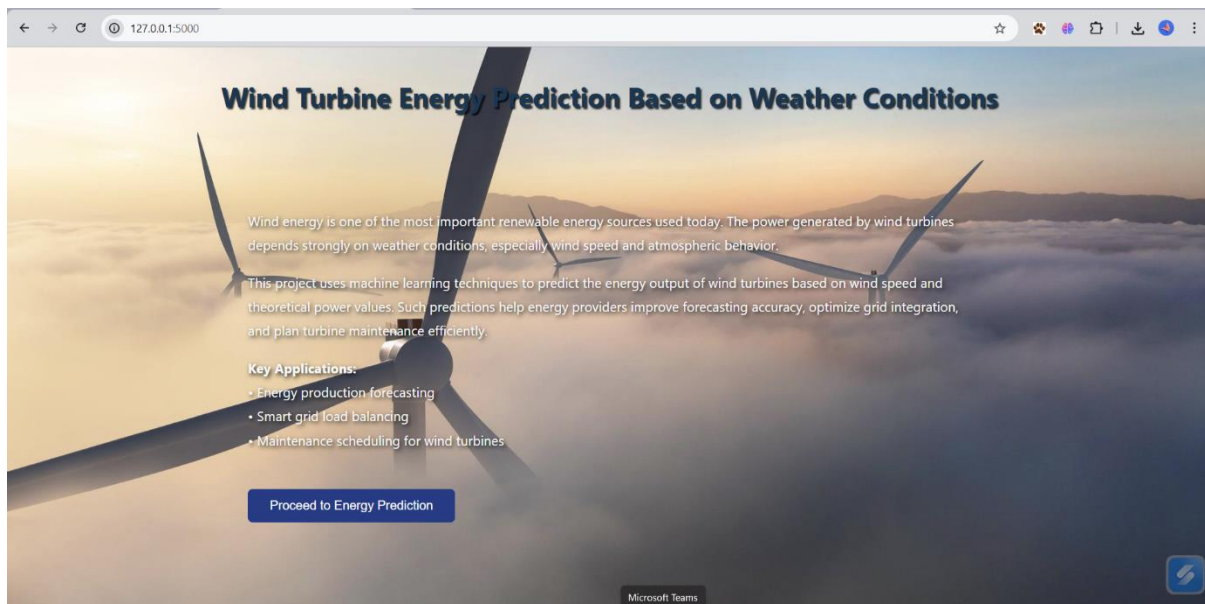 127.0.0.1:5000
Wind Turbine Energy Prediction Based on Weather Conditions
Wind energy is one of the most important renewable energy sources used today. The power generated by wind turbines
depends strongly on weather conditions, especially wind speed and atmospheric behavior.
This project uses machine learning techniques to predict the energy output of wind turbines based on wind speed and
theoretical power values. Such predictions help energy providers improve forecasting accuracy, optimize grid integration,
and plan turbine maintenance efficiently.
Key Applications:
• Energy production forecasting
• Smart grid load balancing
• Maintenance scheduling for wind turbines
Proceed to Energy Prediction
Microsoft Teams